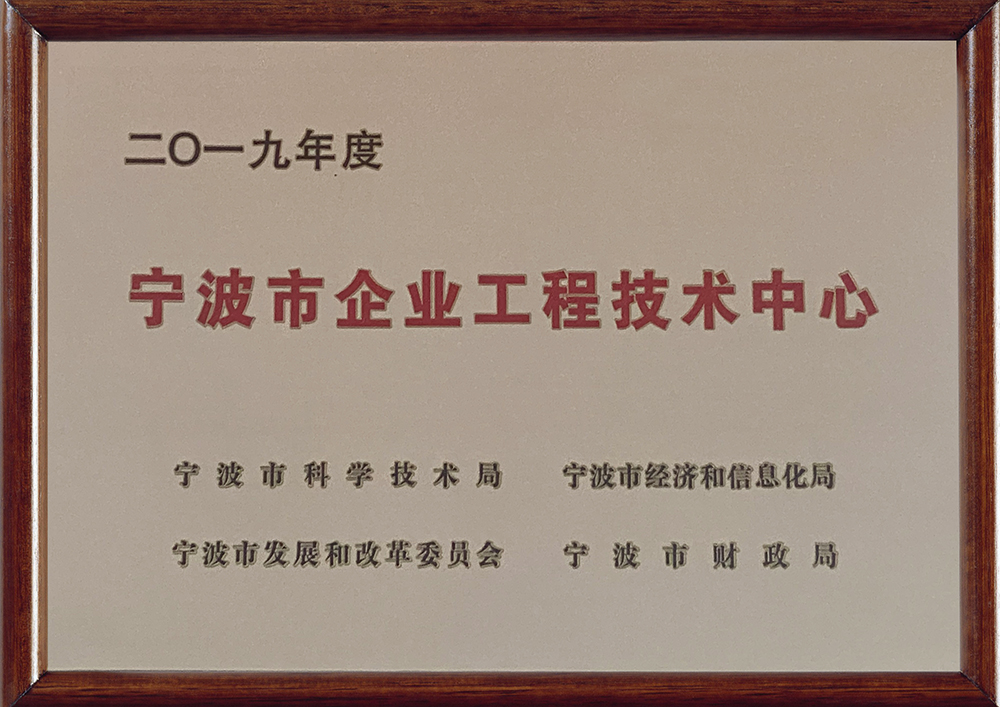 二〇一九年度
宁波市企业工程技术中心
宁波市科学技术局 宁波市经济和信息化局
宁波市发展和改革委员会 宁波市财政局